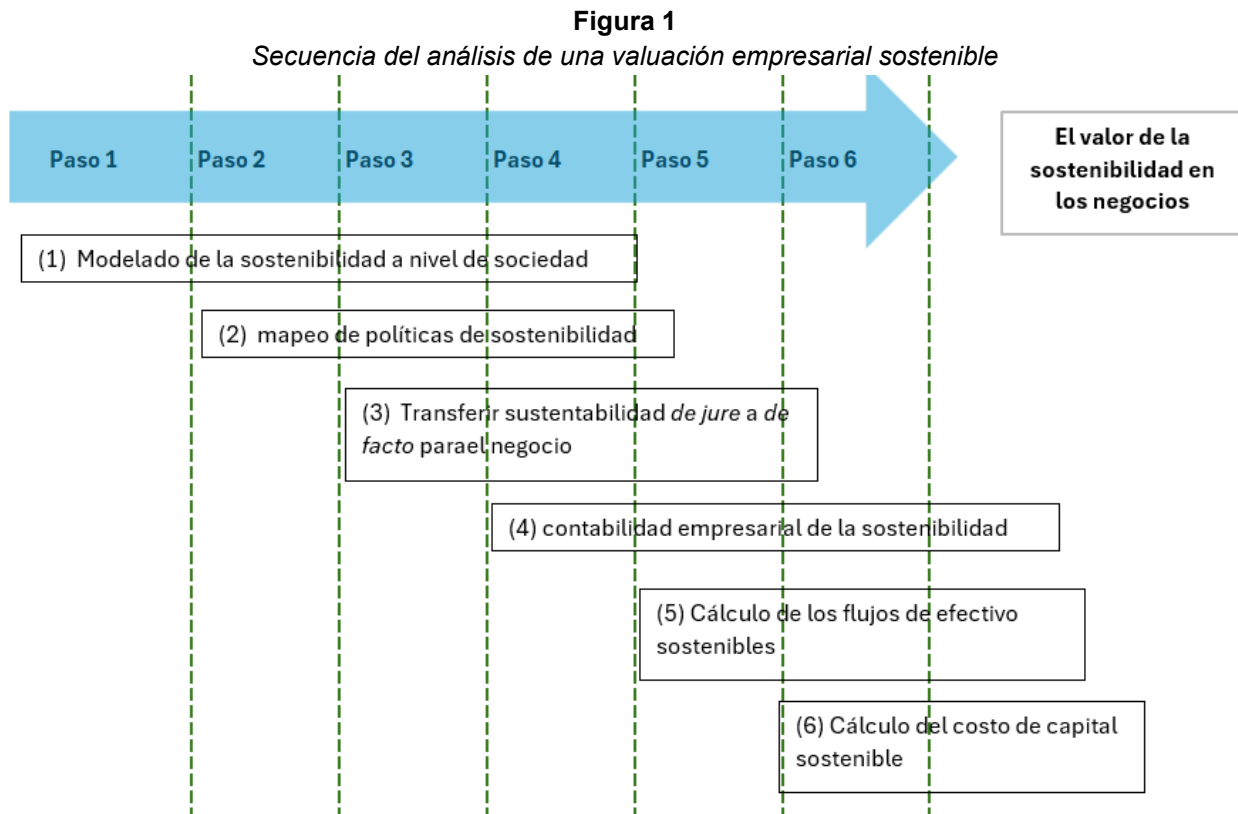 Figura 1
Secuencia del análisis de una valuación empresarial sostenible
Paso 1 Paso 2 Paso 3 Paso 4 Paso 5 Paso 6
El valor de la
sostenibilidad en
los negocios
(1) Modelado de la sostenibilidad a nivel de sociedad
(2) mapeo de políticas de sostenibilidad
(3) Transferir sustentabilidad de jure a de
facto parael negocio
(4) contabilidad empresarial de la sostenibilidad
(5) Cálculo de los flujos de efectivo
sostenibles
(6) Cálculo del costo de capital
sostenible